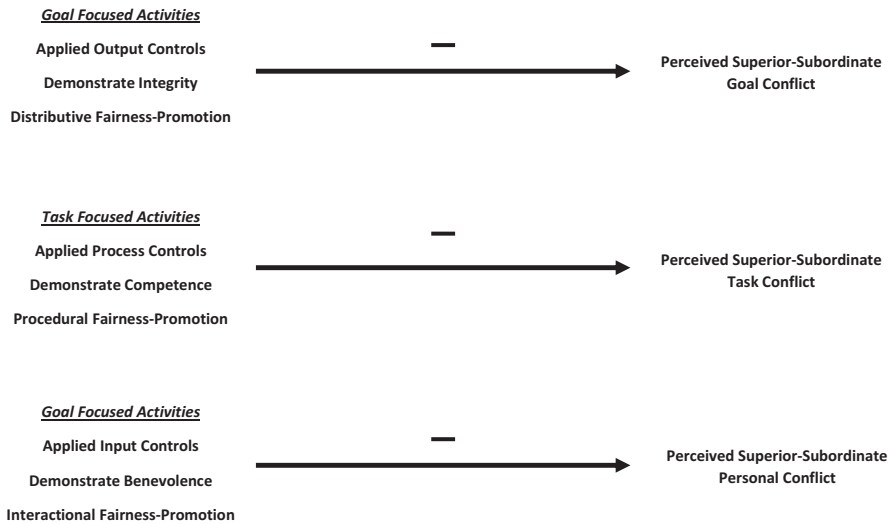 Goal Focused Activities
Applied Output Controls
Demonstrate Integrity
Distributive Fairness-Promotion
Perceived Superior-Subordinate
Goal Conflict
Task Focused Activities
Applied Process Controls
Demonstrate Competence
Procedural Fairness-Promotion
Perceived Superior-Subordinate
Task Conflict
Goal Focused Activities
Applied Input Controls
Demonstrate Benevolence
Interactional Fairness-Promotion
Perceived Superior-Subordinate
Personal Conflict